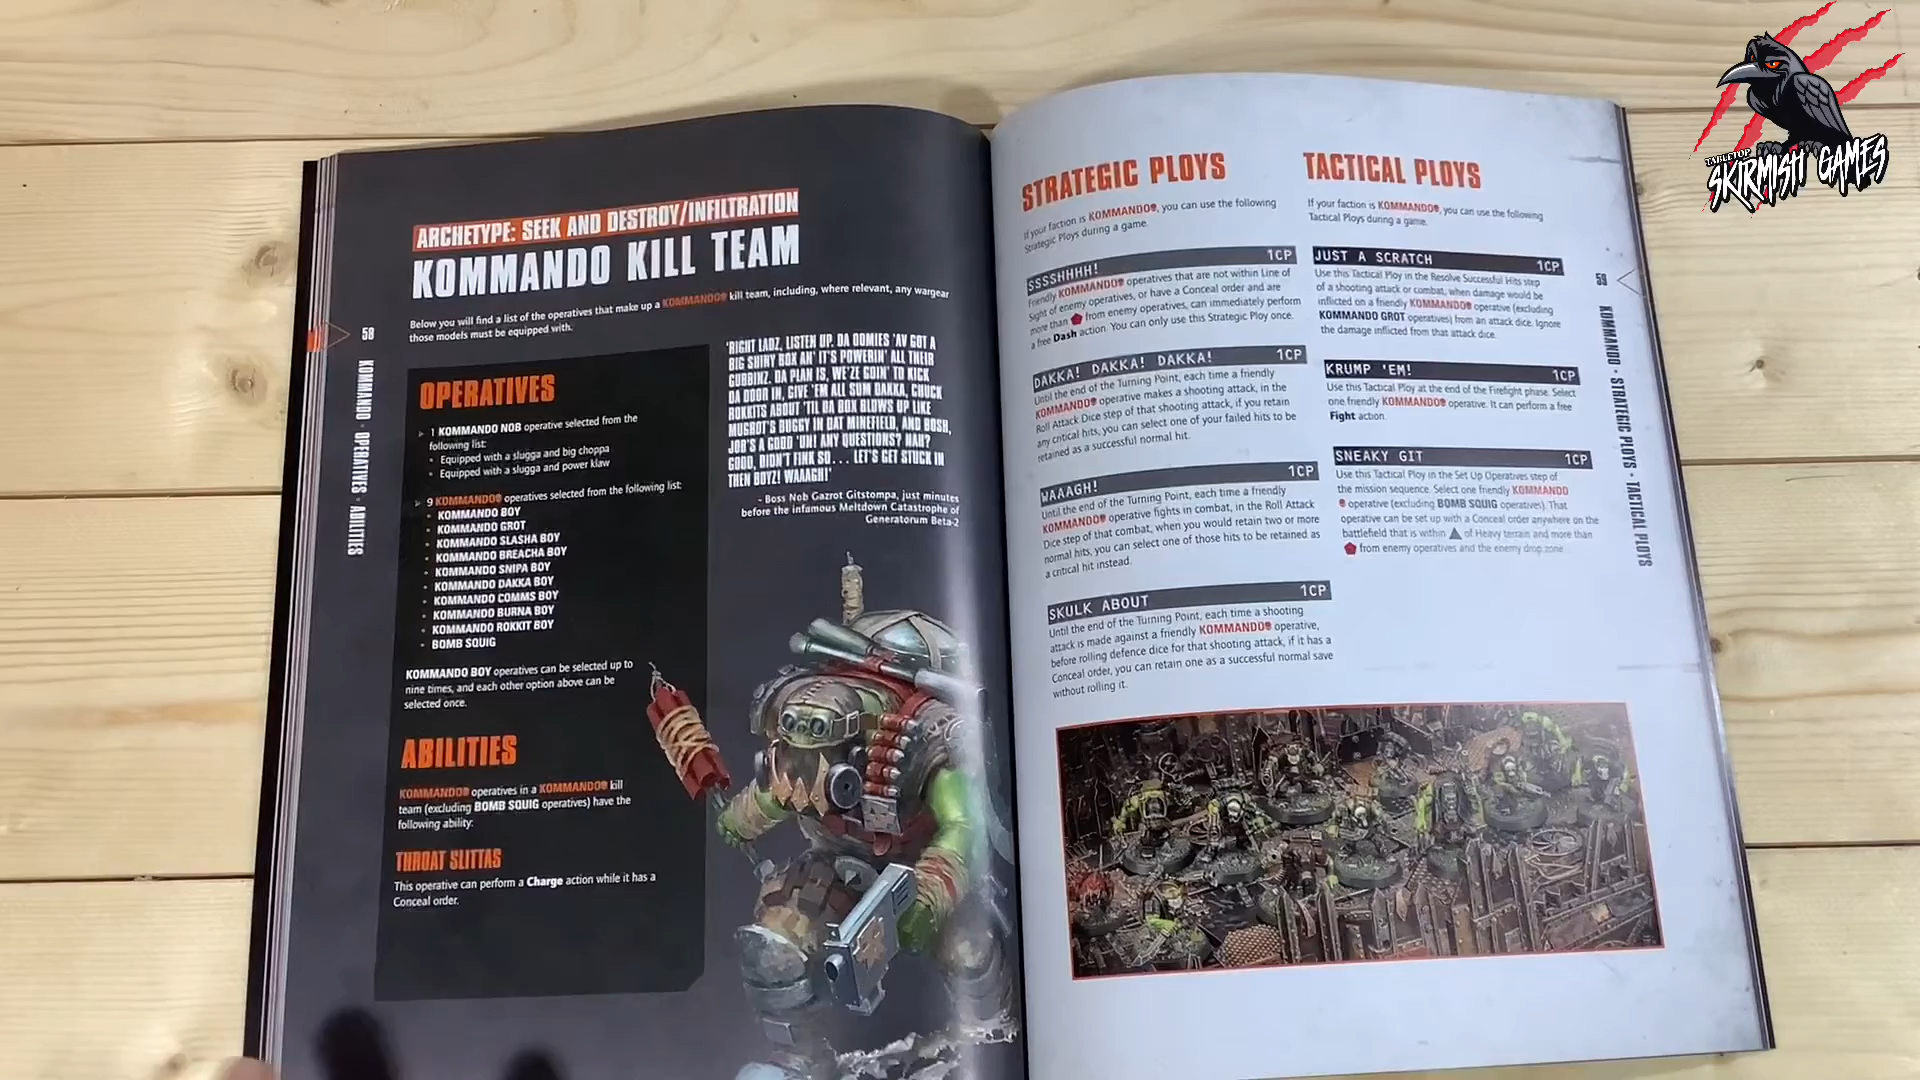 ARCHETYPE: SEEK AND DESTROY/INFILTRATION
KOMMANDO KILL TEAM
Below you will find a list of the operatives that make up a KOMMANDO kill team, including, where relevant, any wargear
those models must be equipped with.
58
KOMMANDO · OPERATIVES · ABILITIES
OPERATIVES
1 KOMMANDO NOB operative selected from the
following list:
• Equipped with a slugga and big choppa
• Equipped with a slugga and power klaw
9 KOMMANDO operatives selected from the following list:
• KOMMANDO BOY
• KOMMANDO GROT
• KOMMANDO SLASHA BOY
• KOMMANDO BREACHA BOY
• KOMMANDO SNIPA BOY
• KOMMANDO DAKKA BOY
• KOMMANDO COMMS BOY
• KOMMANDO BURNA BOY
• KOMMANDO ROKKIT BOY
• BOMB SQUIG
KOMMANDO BOY operatives can be selected up to
nine times, and each other option above can be
selected once.
ABILITIES
KOMMANDO operatives in a KOMMANDO kill
team (excluding BOMB SQUIG operatives) have the
following ability:
THROAT SLITTAS
This operative can perform a Charge action while it has a
Conceal order.
'RIGHT LADZ, LISTEN UP. DA OOMIES 'AV GOT A
BIG SHINY BOX AN' IT'S POWERIN' ALL THEIR
GUBBINZ. DA PLAN IS, WE'ZE GOIN' TO KICK
DA DOOR IN, GIVE 'EM ALL SUM DAKKA, CHUCK
ROKKITS ABOUT 'TIL DA BOX BLOWS UP LIKE
MUGROT'S BUGGY IN DAT MINEFIELD, AND BOSH,
JOB'S A GOOD 'UN! ANY QUESTIONS? NAH?
GOOD, DIDN'T FINK SO... LET'S GET STUCK IN
THEN BOYZ! WAAAGH!'
- Boss Nob Gazrot Gitstompa, just minutes
before the infamous Meltdown Catastrophe of
Generatorum Beta-2
STRATEGIC PLOYS
If your faction is KOMMANDO, you can use the following
Strategic Ploys during a game.
SSSSHHHH! 1CP
Friendly KOMMANDO operatives that are not within Line of
Sight of enemy operatives, or have a Conceal order and are
more than from enemy operatives, can immediately perform
a free Dash action. You can only use this Strategic Ploy once.
DAKKA! DAKKA! DAKKA! 1CP
Until the end of the Turning Point, each time a friendly
KOMMANDO operative makes a shooting attack, in the
Roll Attack Dice step of that shooting attack, if you retain
any critical hits, you can select one of your failed hits to be
retained as a successful normal hit.
WAAAGH! 1CP
Until the end of the Turning Point, each time a friendly
KOMMANDO operative fights in combat, in the Roll Attack
Dice step of that combat, when you would retain two or more
normal hits, you can select one of those hits to be retained as
a critical hit instead.
SKULK ABOUT 1CP
Until the end of the Turning Point, each time a shooting
attack is made against a friendly KOMMANDO operative,
before rolling defence dice for that shooting attack, if it has a
Conceal order, you can retain one as a successful normal save
without rolling it.
TACTICAL PLOYS
If your faction is KOMMANDO, you can use the following
Tactical Ploys during a game.
JUST A SCRATCH 1CP
Use this Tactical Ploy in the Resolve Successful Hits step
of a shooting attack or combat, when damage would be
inflicted on a friendly KOMMANDO operative (excluding
KOMMANDO GROT operatives) from an attack dice. Ignore
the damage inflicted from that attack dice.
KRUMP 'EM! 1CP
Use this Tactical Ploy at the end of the Firefight phase. Select
one friendly KOMMANDO operative. It can perform a free
Fight action.
SNEAKY GIT 1CP
Use this Tactical Ploy in the Set Up Operatives step of
the mission sequence. Select one friendly KOMMANDO
operative (excluding BOMB SQUIG operatives). That
operative can be set up with a Conceal order anywhere on the
battlefield that is within of Heavy terrain and more than
from enemy operatives and the enemy drop zone.
59
KOMMANDO · STRATEGIC PLOYS · TACTICAL PLOYS
TABLETOP
SKIRMISH GAMES